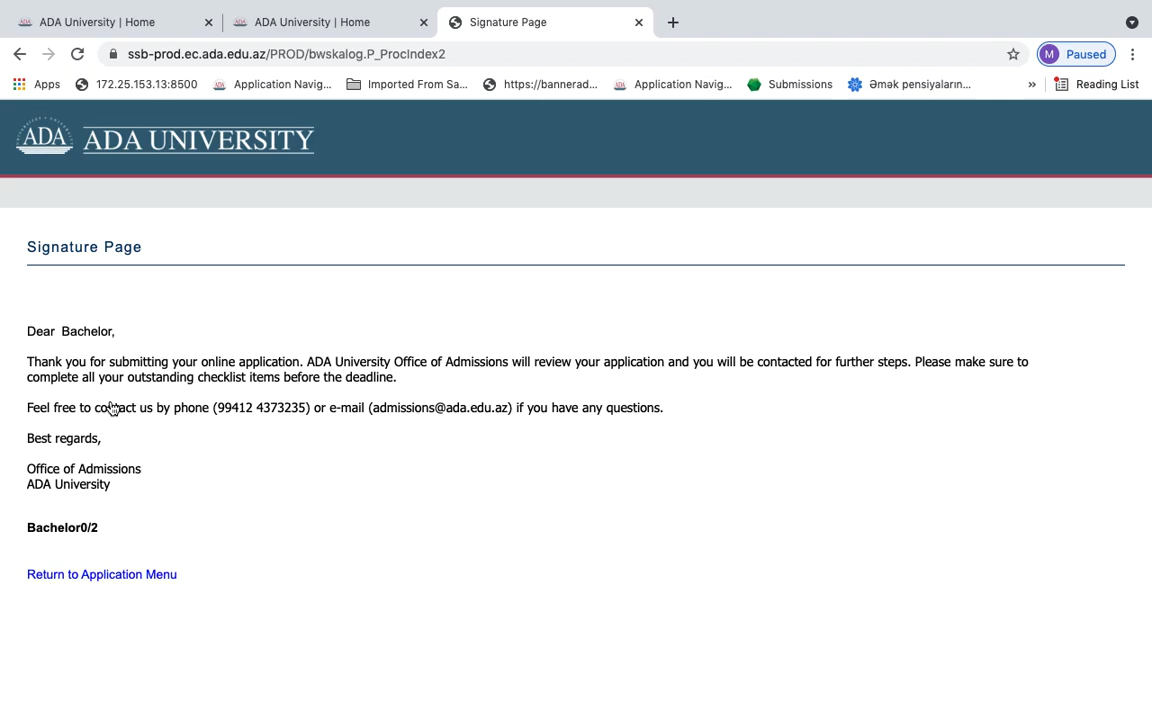 ADA University | Home
ADA University | Home
Signature Page
ssb-prod.ec.ada.edu.az/PROD/bwskalog.P_ProcIndex2
M Paused
Apps
172.25.153.13:8500
Application Navig...
Imported From Sa...
https://bannerad...
Application Navig...
Submissions
Əmək pensiyaların...
»
Reading List
ADA ADA UNIVERSITY
Signature Page
Dear Bachelor,
Thank you for submitting your online application. ADA University Office of Admissions will review your application and you will be contacted for further steps. Please make sure to
complete all your outstanding checklist items before the deadline.
Feel free to contact us by phone (99412 4373235) or e-mail (admissions@ada.edu.az) if you have any questions.
Best regards,
Office of Admissions
ADA University
Bachelor0/2
Return to Application Menu